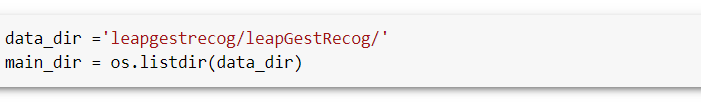 data_dir ='leapgestrecog/leapGestRecog/'
main_dir = os.listdir(data_dir)